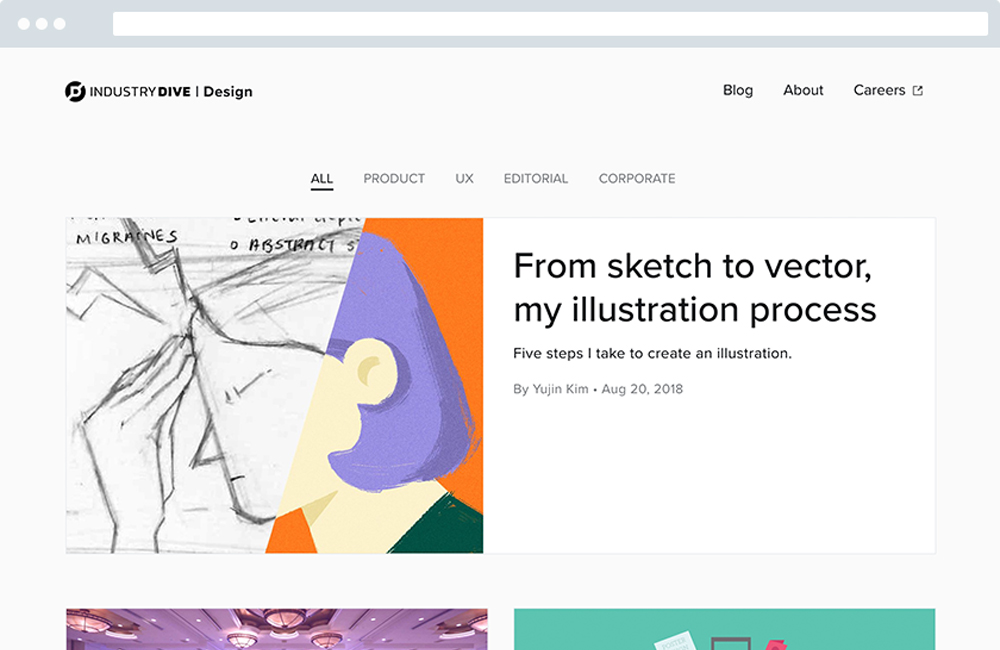 INDUSTRYDIVE | Design
Blog About Careers
ALL PRODUCT UX EDITORIAL CORPORATE
MIGRAINES
ABSTRACT
From sketch to vector,
my illustration process
Five steps I take to create an illustration.
By Yujin Kim • Aug 20, 2018